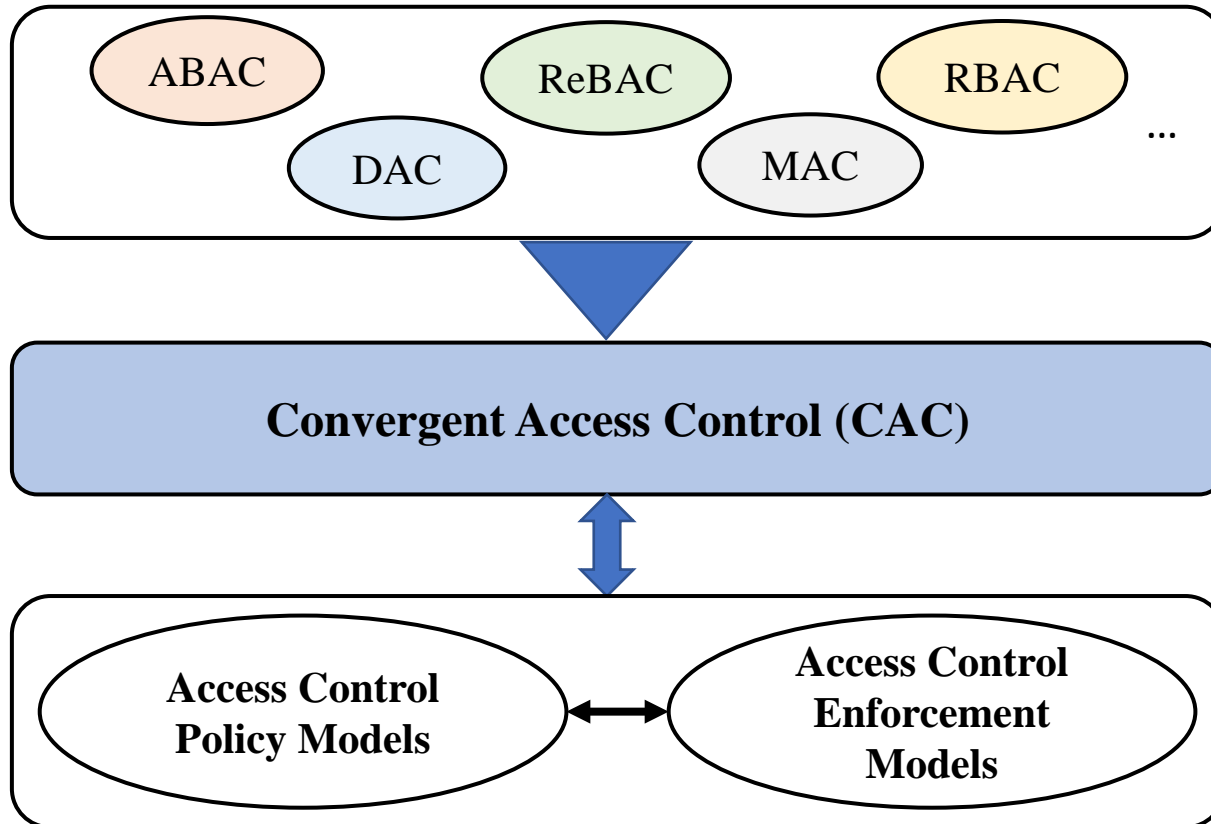 ABAC
ReBAC
RBAC
DAC
MAC
...
Convergent Access Control (CAC)
Access Control
Policy Models
Access Control
Enforcement
Models